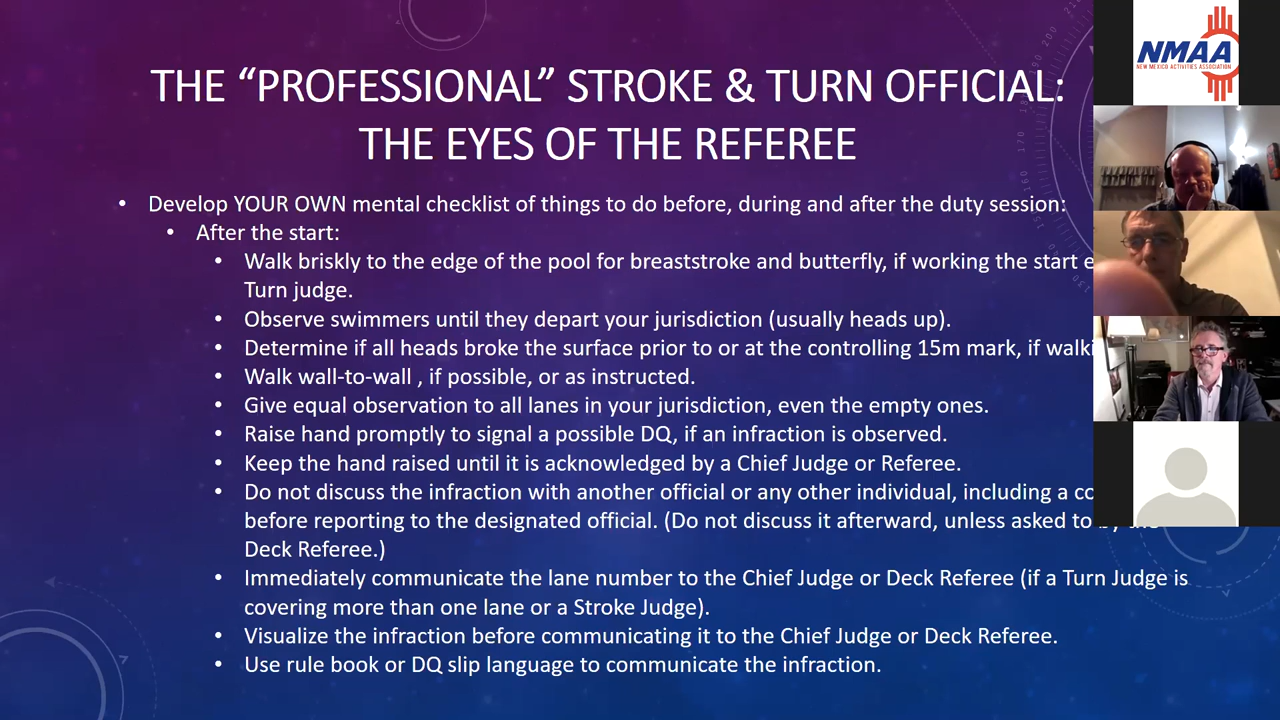 THE “PROFESSIONAL” STROKE & TURN OFFICIAL:
THE EYES OF THE REFEREE
• Develop YOUR OWN mental checklist of things to do before, during and after the duty session:
• After the start:
• Walk briskly to the edge of the pool for breaststroke and butterfly, if working the start
Turn judge.
• Observe swimmers until they depart your jurisdiction (usually heads up).
• Determine if all heads broke the surface prior to or at the controlling 15m mark, if
• Walk wall-to-wall , if possible, or as instructed.
• Give equal observation to all lanes in your jurisdiction, even the empty ones.
• Raise hand promptly to signal a possible DQ, if an infraction is observed.
• Keep the hand raised until it is acknowledged by a Chief Judge or Referee.
• Do not discuss the infraction with another official or any other individual, including a
before reporting to the designated official. (Do not discuss it afterward, unless asked to by the
Deck Referee.)
• Immediately communicate the lane number to the Chief Judge or Deck Referee (if a Turn Judge is
covering more than one lane or a Stroke Judge).
• Visualize the infraction before communicating it to the Chief Judge or Deck Referee.
• Use rule book or DQ slip language to communicate the infraction.
NMAA
NEW MEXICO ACTIVITIES ASSOCIATION